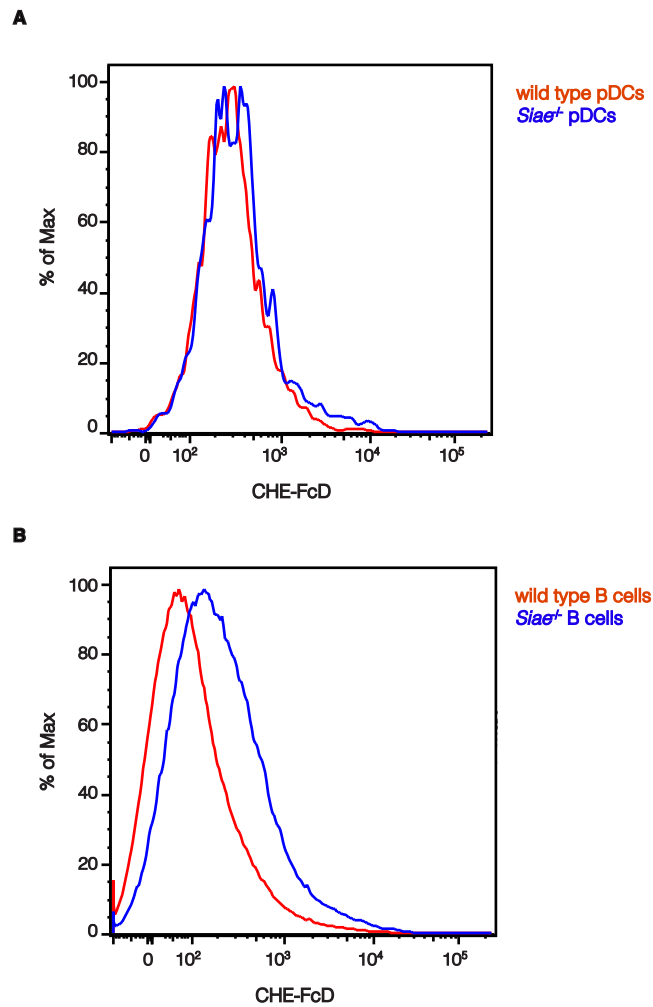 A
100
80
60
40
20
0
% of Max
0 10² 10³ 10⁴ 10⁵
CHE-FcD
wild type pDCs
Siae⁻/⁻ pDCs
B
100
80
60
40
20
0
% of Max
0 10² 10³ 10⁴ 10⁵
CHE-FcD
wild type B cells
Siae⁻/⁻ B cells